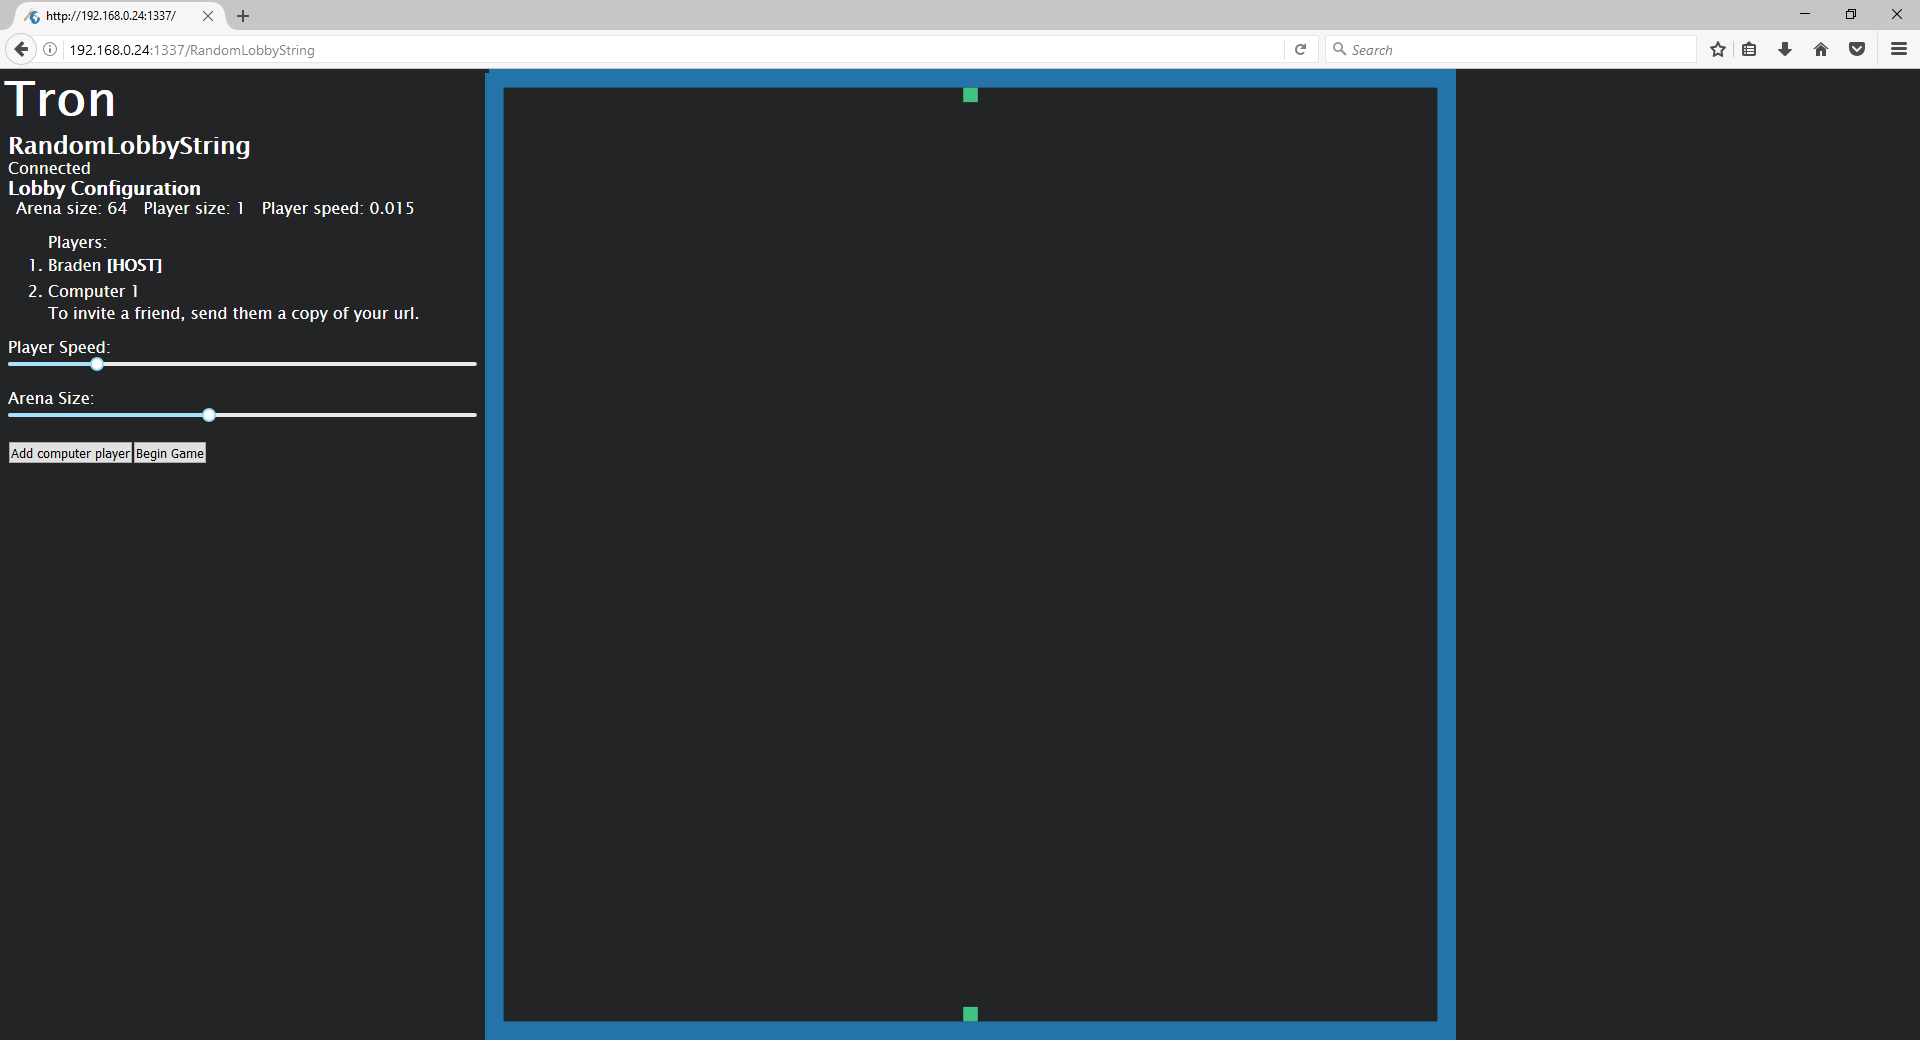 http://192.168.0.24:1337/
192.168.0.24:1337/RandomLobbyString
Search
Tron
RandomLobbyString
Connected
Lobby Configuration
Arena size: 64 Player size: 1 Player speed: 0.015
Players:
1. Braden [HOST]
2. Computer 1
To invite a friend, send them a copy of your url.
Player Speed:
Arena Size:
Add computer player Begin Game